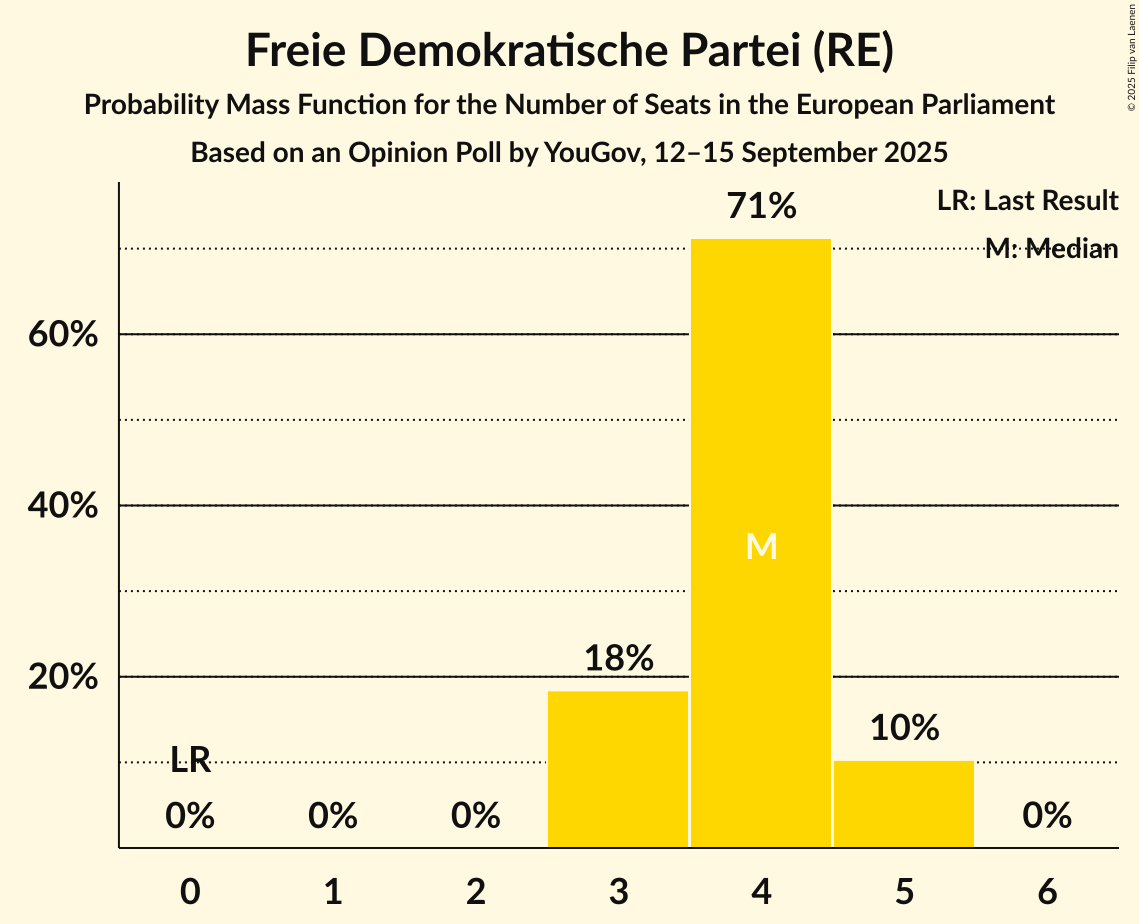 Freie Demokratische Partei (RE)
Probability Mass Function for the Number of Seats in the European Parliament
Based on an Opinion Poll by YouGov, 12–15 September 2025
© 2025 Filip van Laenen
LR: Last Result
M: Median
71%
60%
40%
M
18%
20%
10%
LR
0%
0%
0%
0%
0
1
2
3
4
5
6